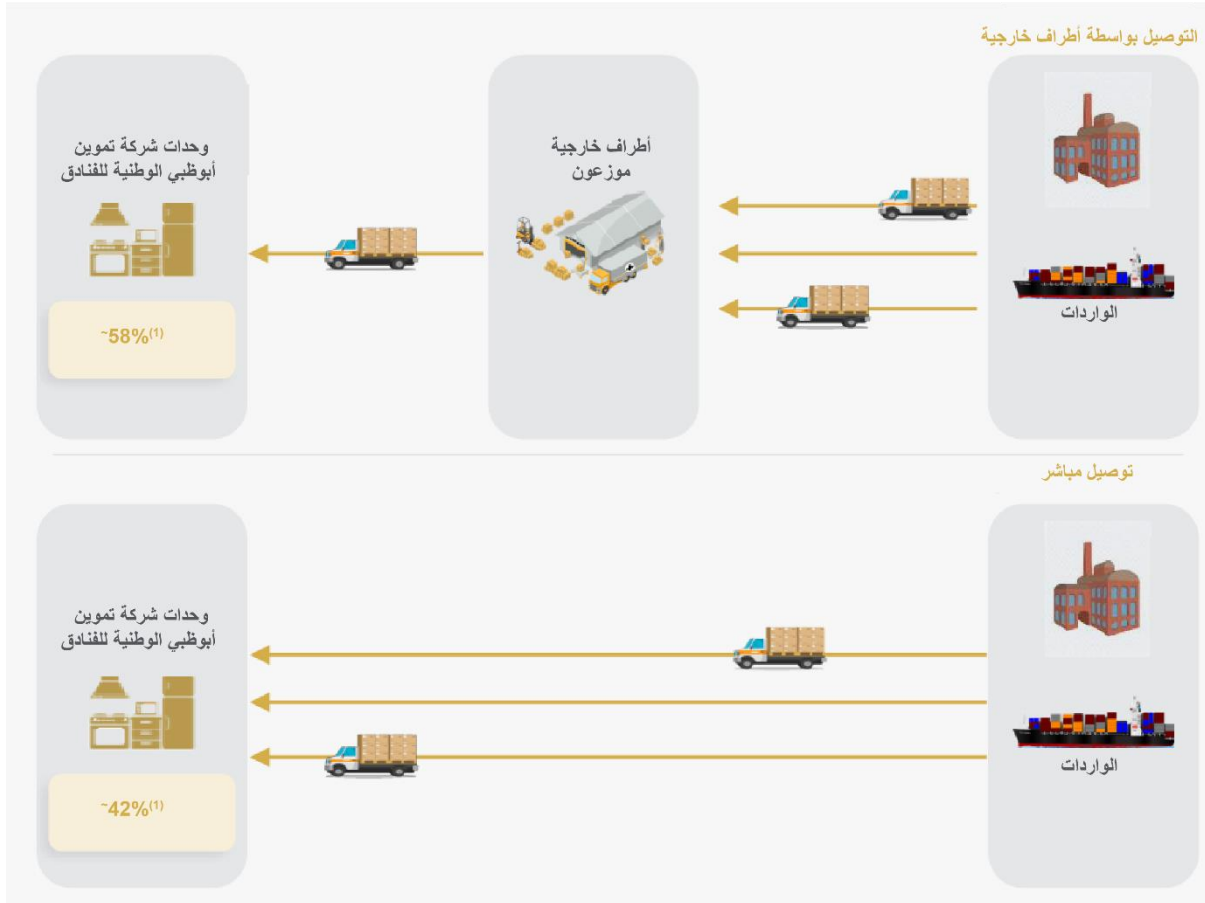 التوصيل بواسطة أطراف خارجية
الواردات
أطراف خارجية
موزعون
وحدات شركة تموين
أبوظبي الوطنية للفنادق
~58%(1)
توصيل مباشر
الواردات
وحدات شركة تموين
أبوظبي الوطنية للفنادق
~42%(1)